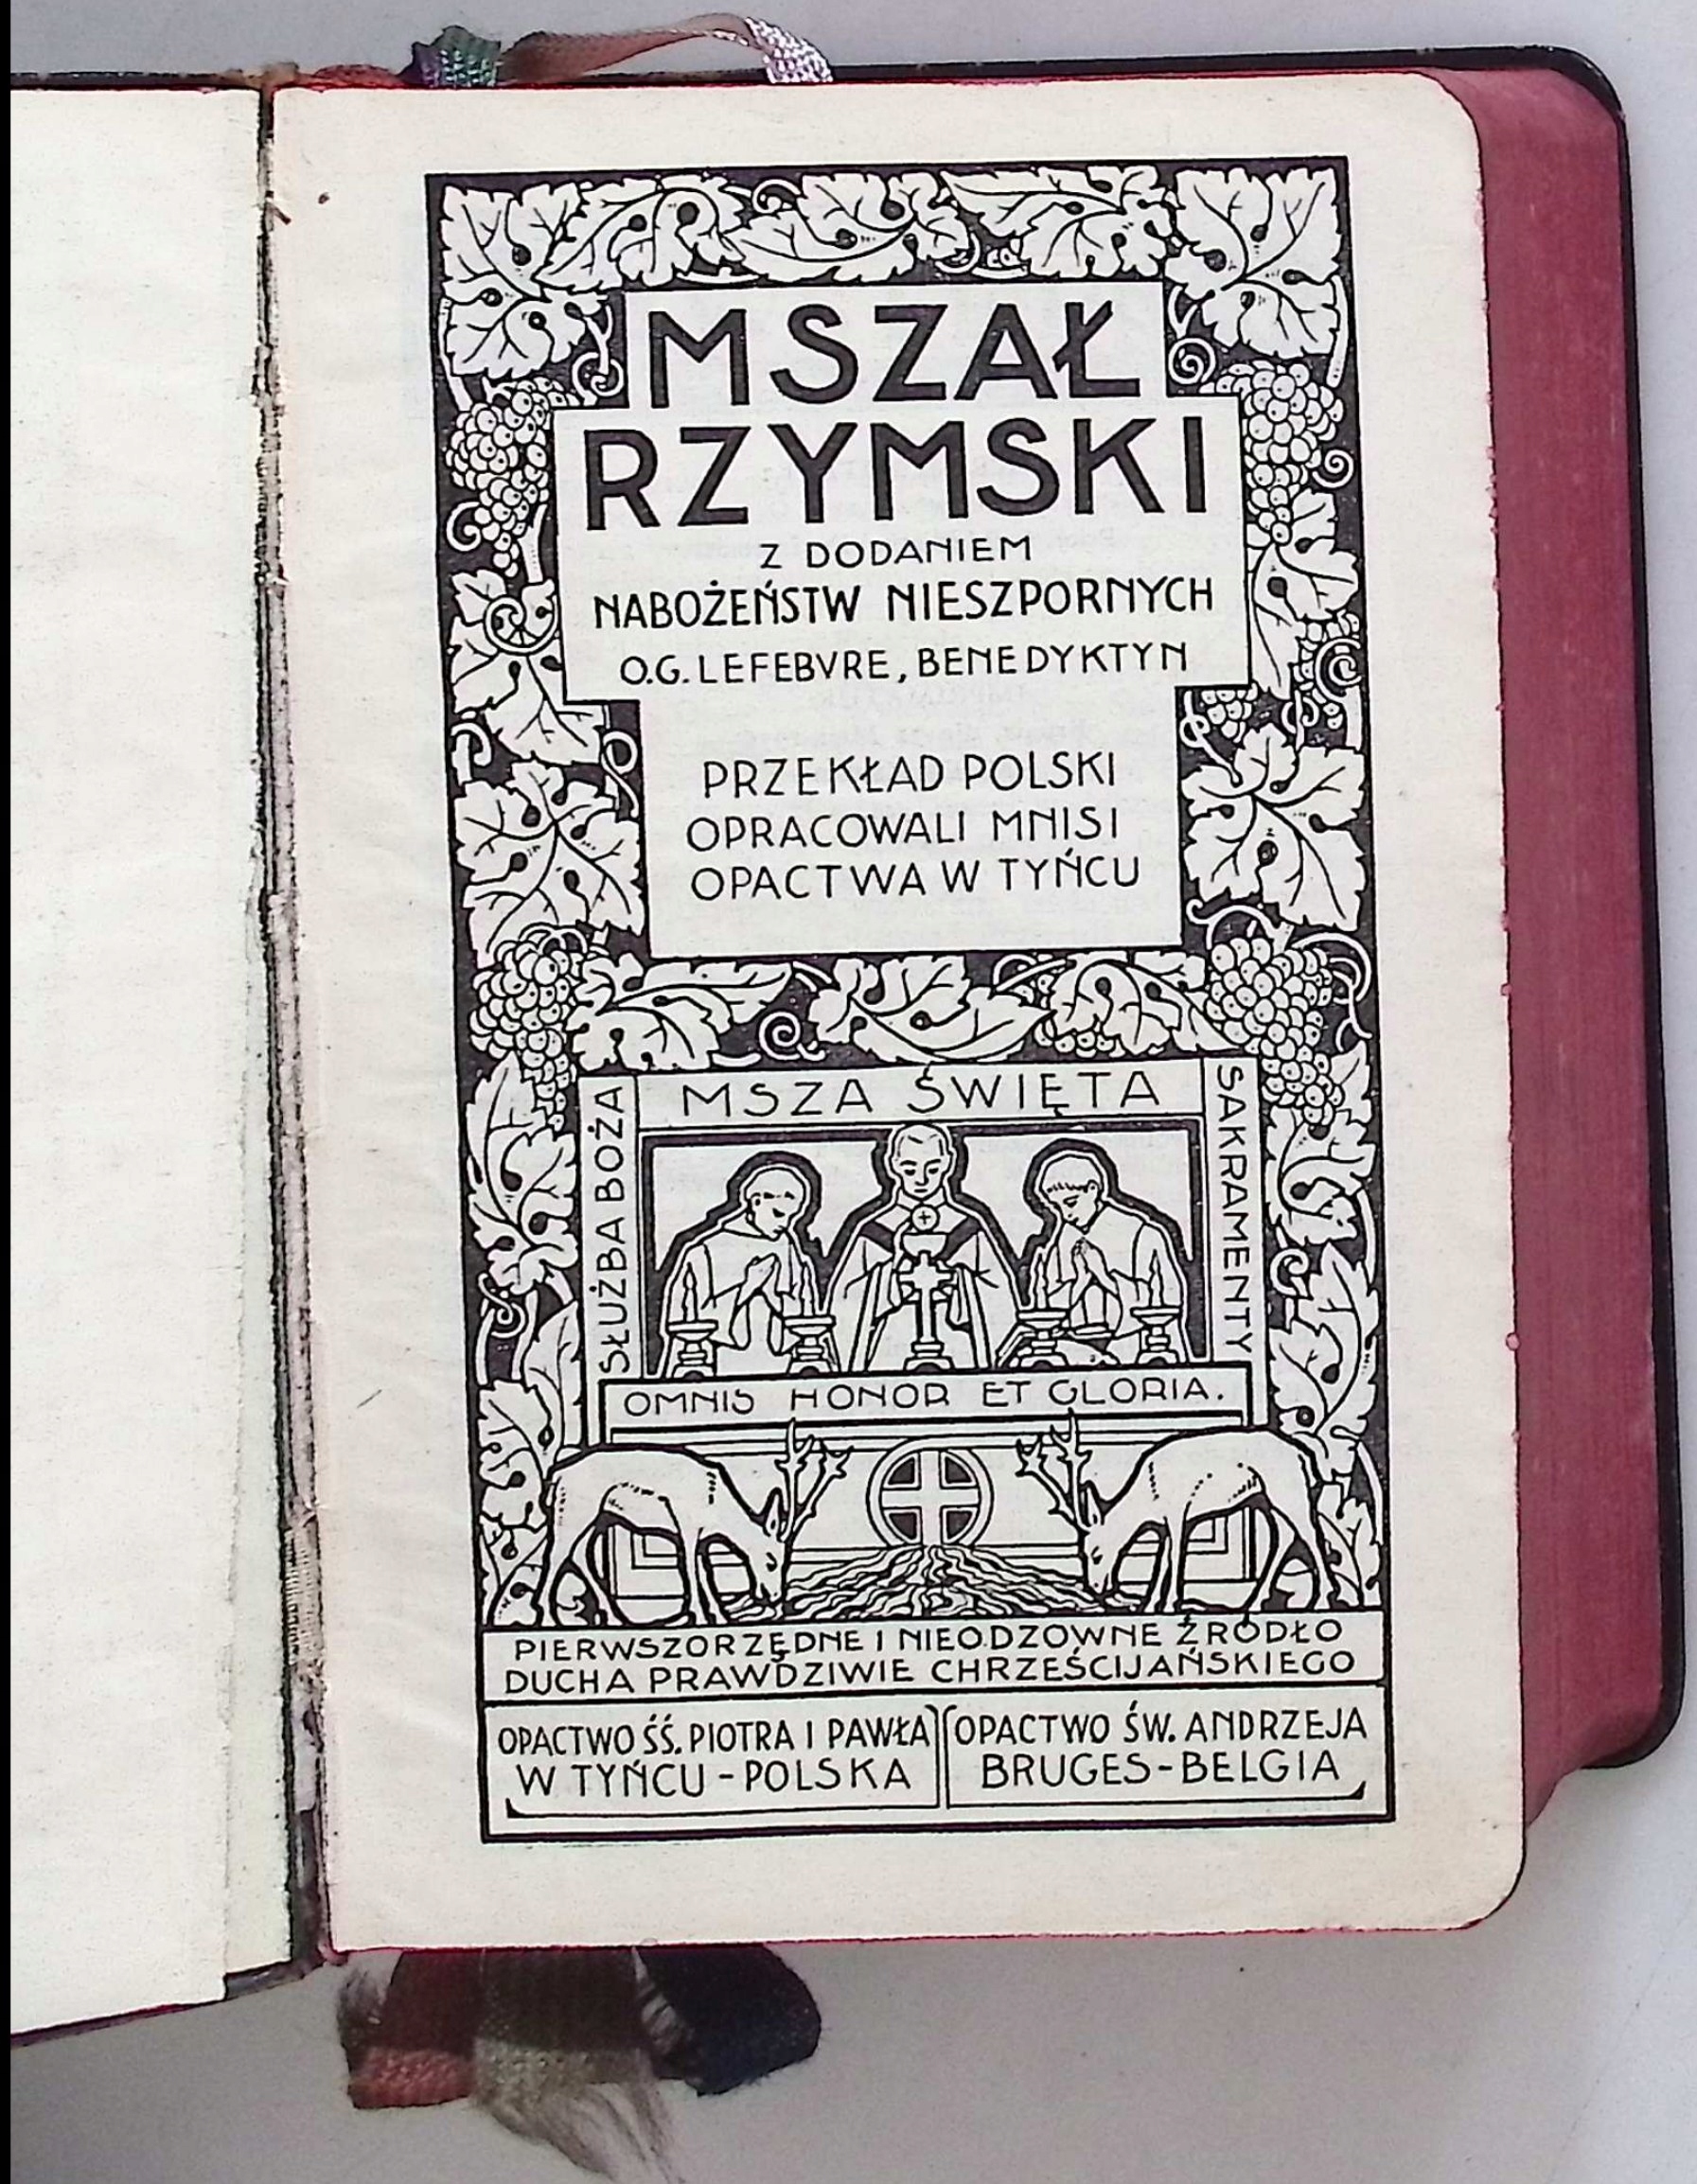 MSZAŁ
RZYMSKI
Z DODANIEM
NABOŻEŃSTW NIESZPORNYCH
O.G. LEFEBVRE, BENEDYKTYN
PRZEKŁAD POLSKI
OPRACOWALI MNISI
OPACTWA W TYŃCU
MSZA ŚWIĘTA
SŁUŻBA BOŻA
SAKRAMENTY
OMNIS HONOR ET GLORIA.
PIERWSZORZĘDNE I NIEODZOWNE ŹRÓDŁO
DUCHA PRAWDZIWIE CHRZEŚCIJAŃSKIEGO
OPACTWO ŚŚ. PIOTRA I PAWŁA
W TYŃCU - POLSKA
OPACTWO ŚW. ANDRZEJA
BRUGES - BELGIA